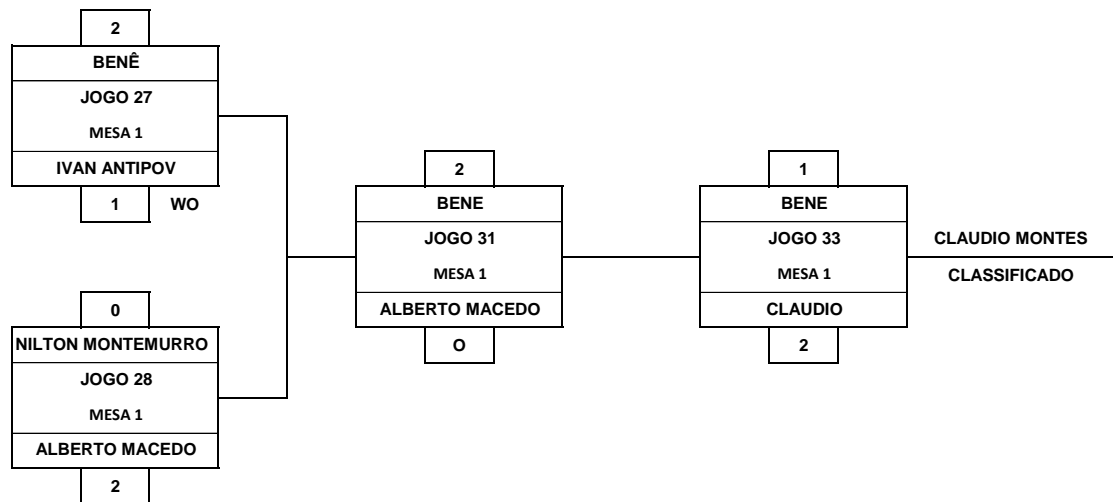 2
BENÊ
JOGO 27
MESA 1
IVAN ANTIPOV
1 WO
0
NILTON MONTEMURRO
JOGO 28
MESA 1
ALBERTO MACEDO
2
2
BENE
JOGO 31
MESA 1
ALBERTO MACEDO
O
1
BENE
JOGO 33
MESA 1
CLAUDIO
2
CLAUDIO MONTES
CLASSIFICADO